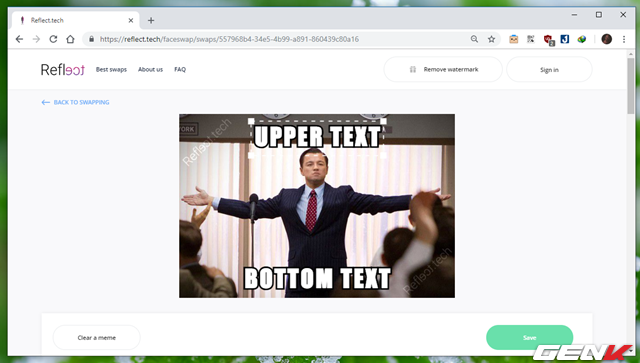 Reflect.tech
https://reflect.tech/faceswap/swaps/557968b4-34e5-4b99-a891-860439c80a16
Reflect
Best swaps
About us
FAQ
Remove watermark
Sign in
BACK TO SWAPPING
YORK
Reflect.tech
UPPER TEXT
Reflect.tech
BOTTOM TEXT
Clear a meme
Save
GENK